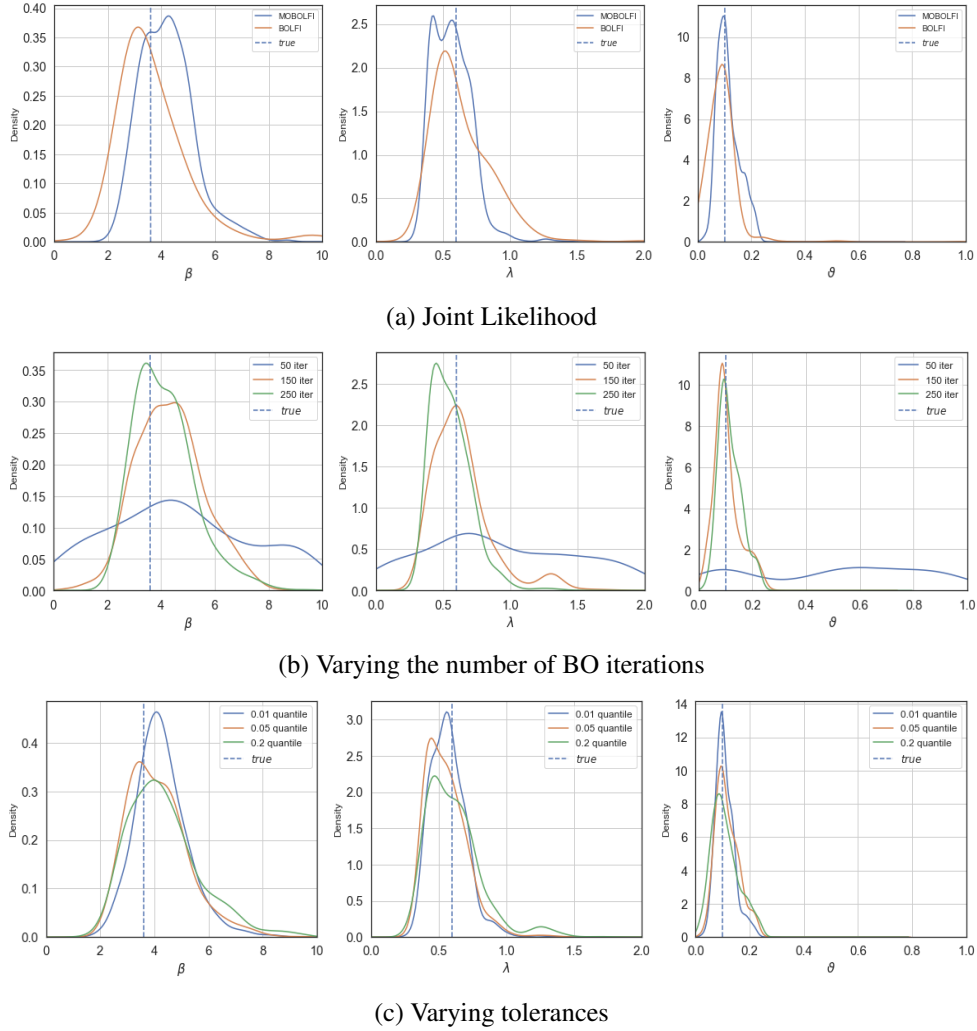 0.40 0.35 0.30 0.25 0.20 0.15 0.10 0.05 0.00
Density
MOBOLFI
BOLFI
true
0 2 4 6 8 10
β
2.5 2.0 1.5 1.0 0.5 0.0
Density
MOBOLFI
BOLFI
true
0.0 0.5 1.0 1.5 2.0
λ
10 8 6 4 2 0
Density
MOBOLFI
BOLFI
true
0.0 0.2 0.4 0.6 0.8 1.0
ϑ
(a) Joint Likelihood
0.35 0.30 0.25 0.20 0.15 0.10 0.05 0.00
Density
50 iter
150 iter
250 iter
true
0 2 4 6 8 10
β
2.5 2.0 1.5 1.0 0.5 0.0
Density
50 iter
150 iter
250 iter
true
0.0 0.5 1.0 1.5 2.0
λ
10 8 6 4 2 0
Density
50 iter
150 iter
250 iter
true
0.0 0.2 0.4 0.6 0.8 1.0
ϑ
(b) Varying the number of BO iterations
0.4 0.3 0.2 0.1 0.0
Density
0.01 quantile
0.05 quantile
0.2 quantile
true
0 2 4 6 8 10
β
3.0 2.5 2.0 1.5 1.0 0.5 0.0
Density
0.01 quantile
0.05 quantile
0.2 quantile
true
0.0 0.5 1.0 1.5 2.0
λ
14 12 10 8 6 4 2 0
Density
0.01 quantile
0.05 quantile
0.2 quantile
true
0.0 0.2 0.4 0.6 0.8 1.0
ϑ
(c) Varying tolerances